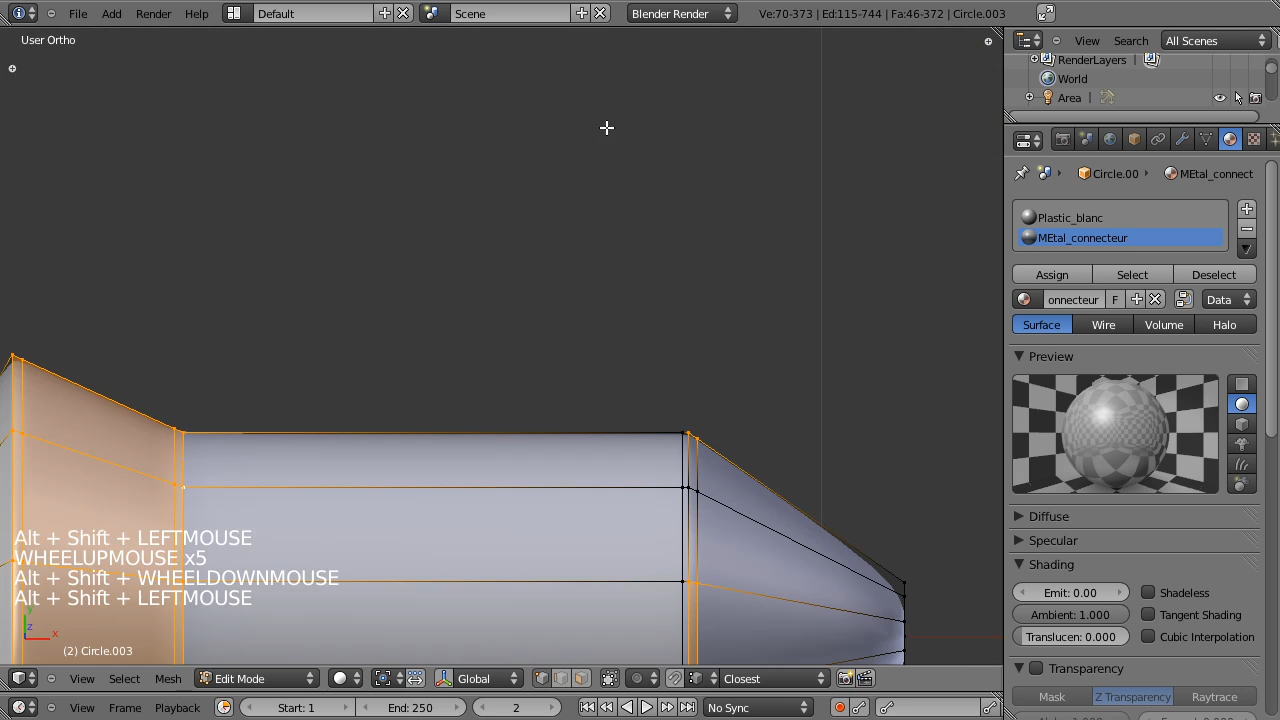 File Add Render Help Default Scene Blender Render Ve:70-373 | Ed:115-744 | Fa:46-372 | Circle.003
User Ortho
View Search All Scenes
RenderLayers |
World
Area |
Circle.00 MEtal_connect
Plastic_blanc
MEtal_connecteur
Assign Select Deselect
onnecteur F Data
Surface Wire Volume Halo
Preview
Diffuse
Specular
Shading
Emit: 0.00 Shadeless
Ambient: 1.000 Tangent Shading
Translucen: 0.000 Cubic Interpolation
Transparency
Mask Z Transparency Raytrace
Alt + Shift + LEFTMOUSE
WHEELUPMOUSE x5
Alt + Shift + WHEELDOWNMOUSE
Alt + Shift + LEFTMOUSE
y
z
x
(2) Circle.003
View Select Mesh Edit Mode Global Closest
View Frame Playback Start: 1 End: 250 2 No Sync